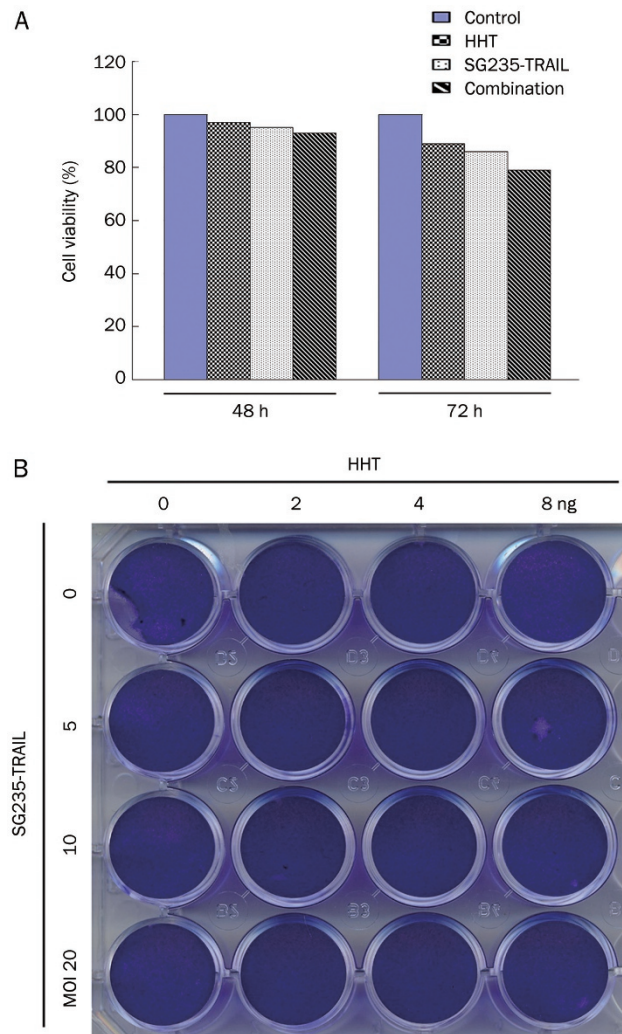 A
Control
HHT
SG235-TRAIL
Combination
120
100
80
60
40
20
0
Cell viability (%)
48 h
72 h
B
HHT
0
2
4
8 ng
SG235-TRAIL
0
5
10
MOI 20